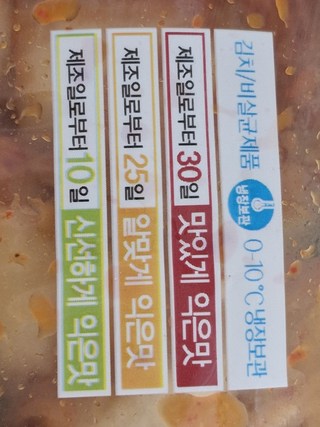 김치/비살균제품 냉장보관 0-10℃ 냉장보관
제조일로부터 30일 맛있게 익은맛
제조일로부터 25일 알맞게 익은맛
제조일로부터 10일 신선하게 익은맛